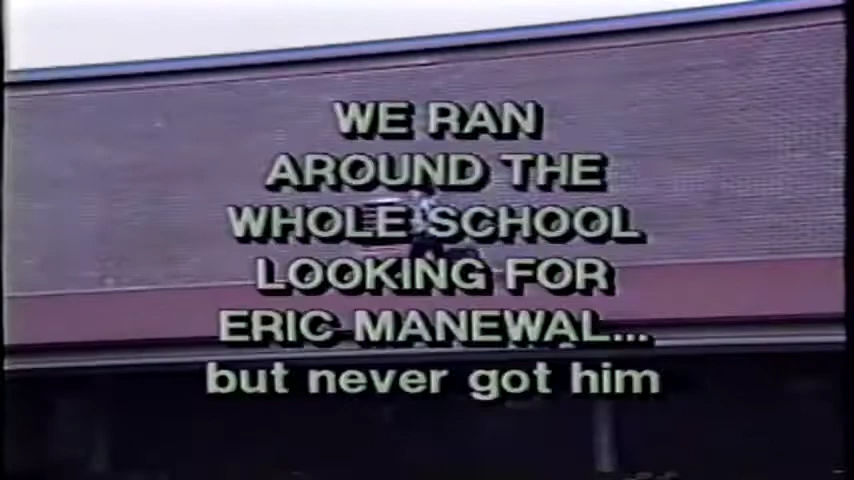 WE RAN
AROUND THE
WHOLE SCHOOL
LOOKING FOR
ERIC MANEWAL...
but never got him